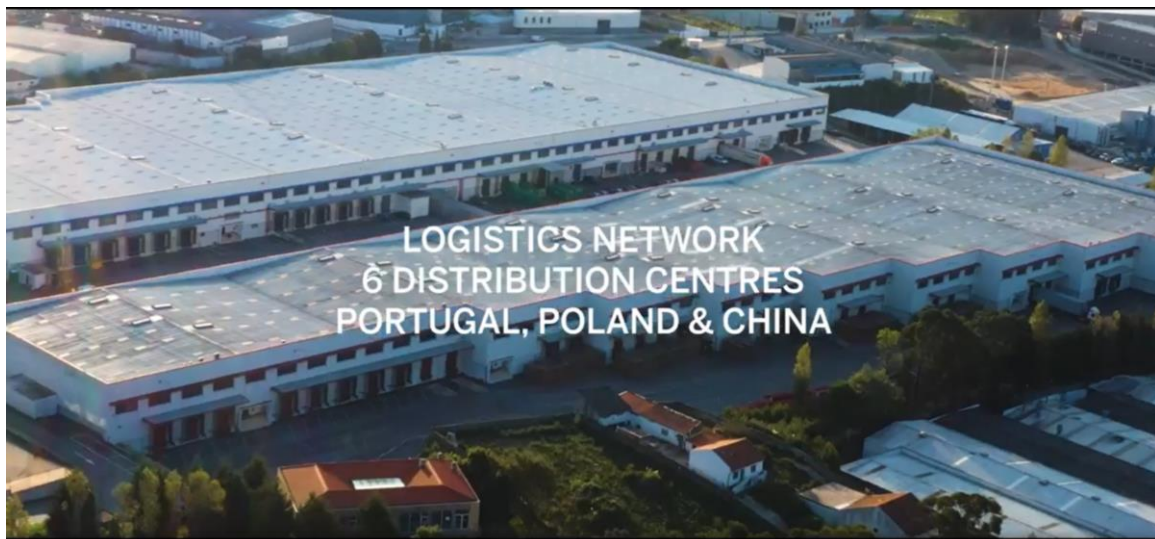 LOGISTICS NETWORK
6 DISTRIBUTION CENTRES
PORTUGAL, POLAND & CHINA